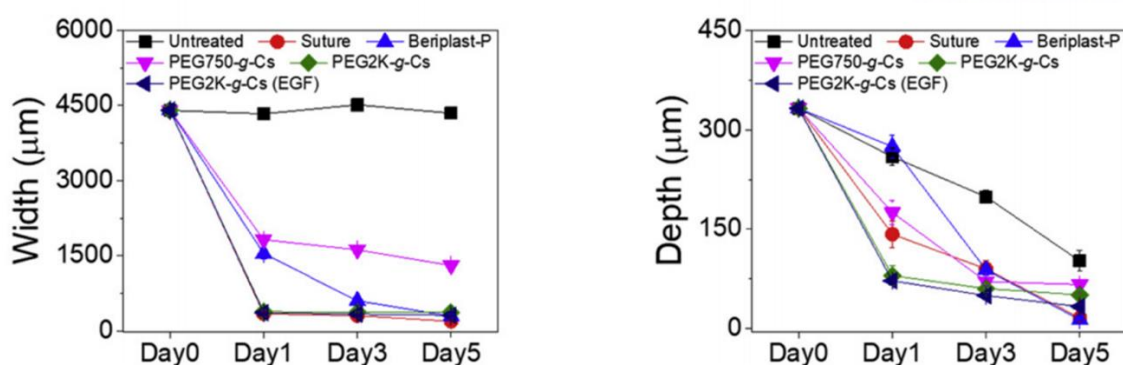 6000
Untreated Suture Beriplast-P
PEG750-g-Cs PEG2K-g-Cs
PEG2K-g-Cs (EGF)
4500
3000
1500
0
Width (μm)
Day0 Day1 Day3 Day5
450
Untreated Suture Beriplast-P
PEG750-g-Cs PEG2K-g-Cs
PEG2K-g-Cs (EGF)
300
150
0
Depth (μm)
Day0 Day1 Day3 Day5